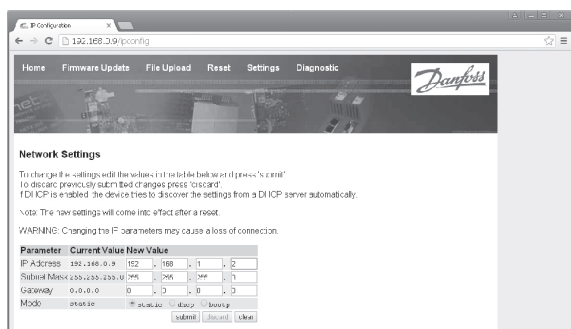 IP Configuration
192.168.0.9/ipconfig
Home Firmware Update File Upload Reset Settings Diagnostic
Danfoss
Network Settings
To change the settings edit the values in the table below and press 'submit'
To discard previously submitted changes press 'discard'.
If DHCP is enabled the device tries to discover the settings from a DHCP server automatically.
Note: The new settings will come into effect after a reset.
WARNING: Changing the IP parameters may cause a loss of connection.
Parameter Current Value New Value
IP Address 192.168.0.9 192 . 168 . 1 . 2
Subnet Mask 255.255.255.0 255 . 255 . 255 . 0
Gateway 0.0.0.0 0 . 0 . 0 . 0
Mode static static dhcp bootp
submit discard clear